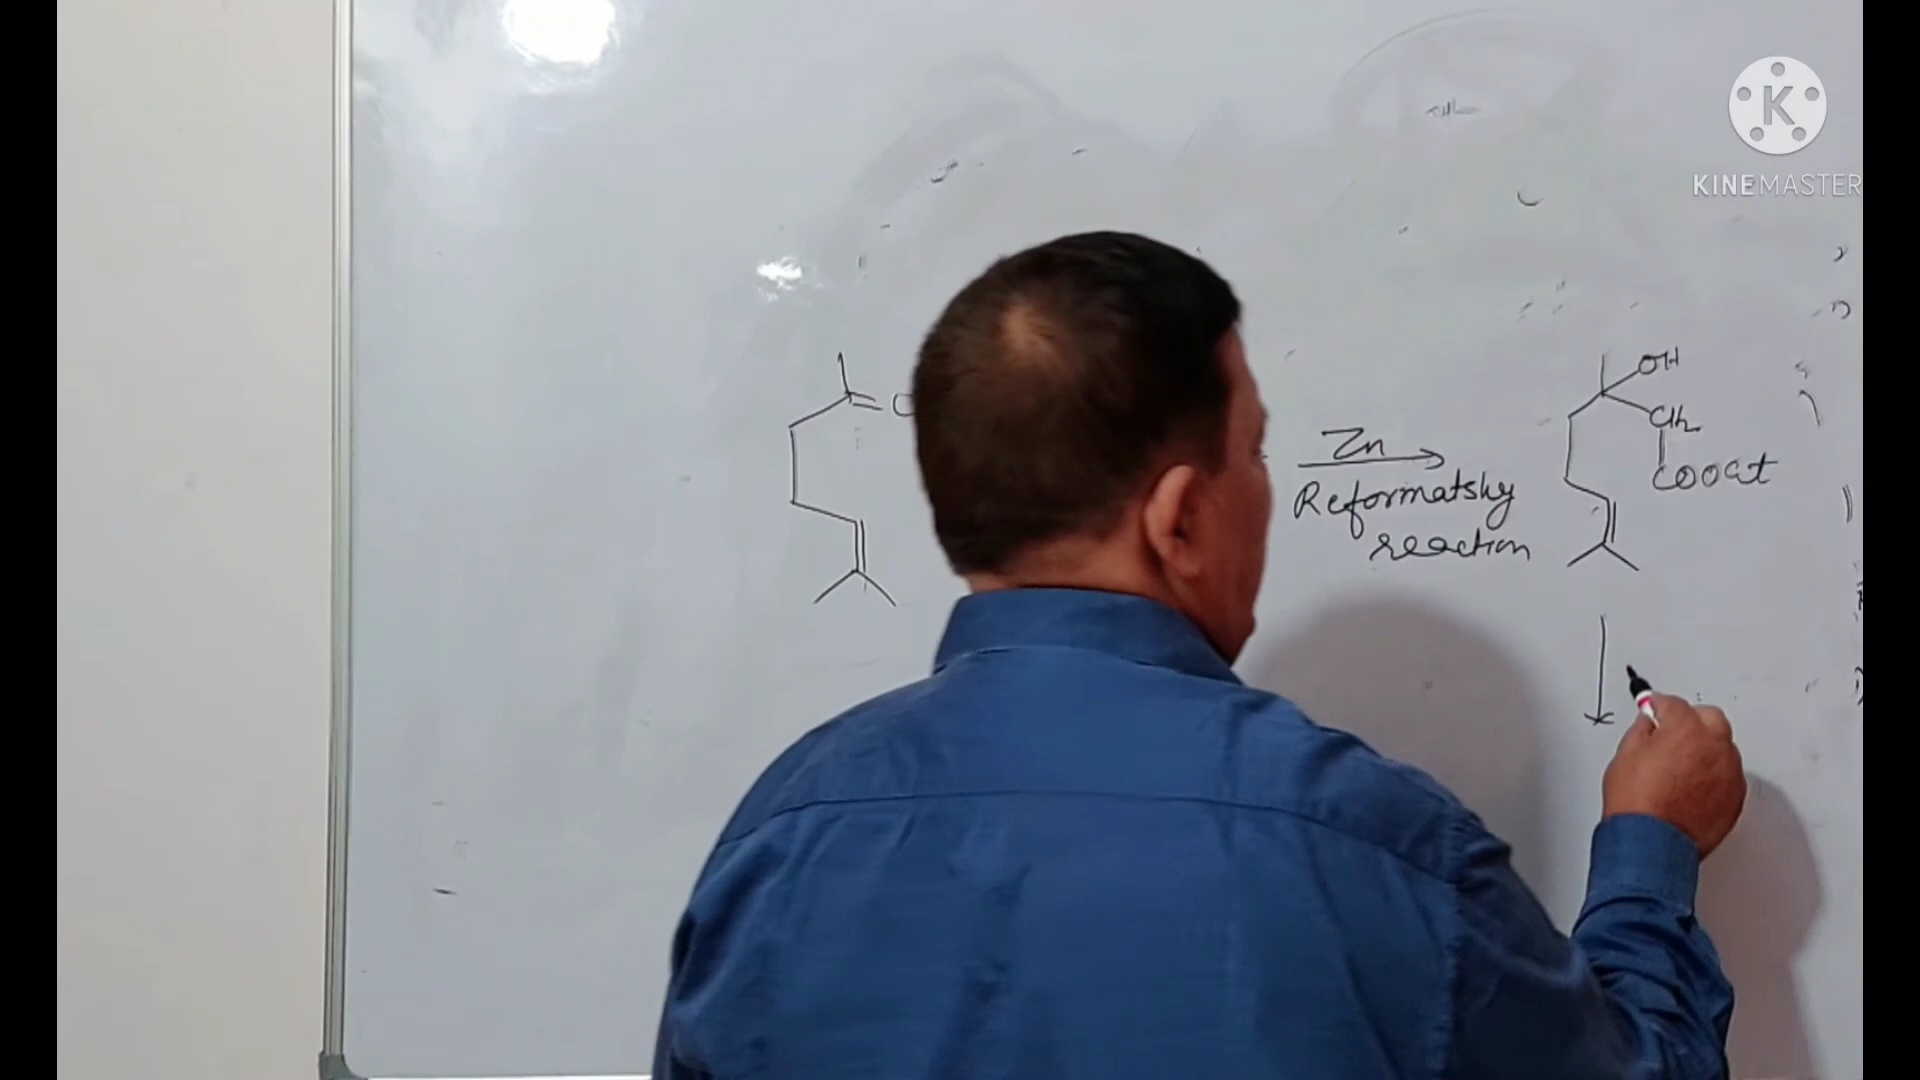 KINEMASTER
OH
CH2
COOEt
Zn
Reformatsky
reaction